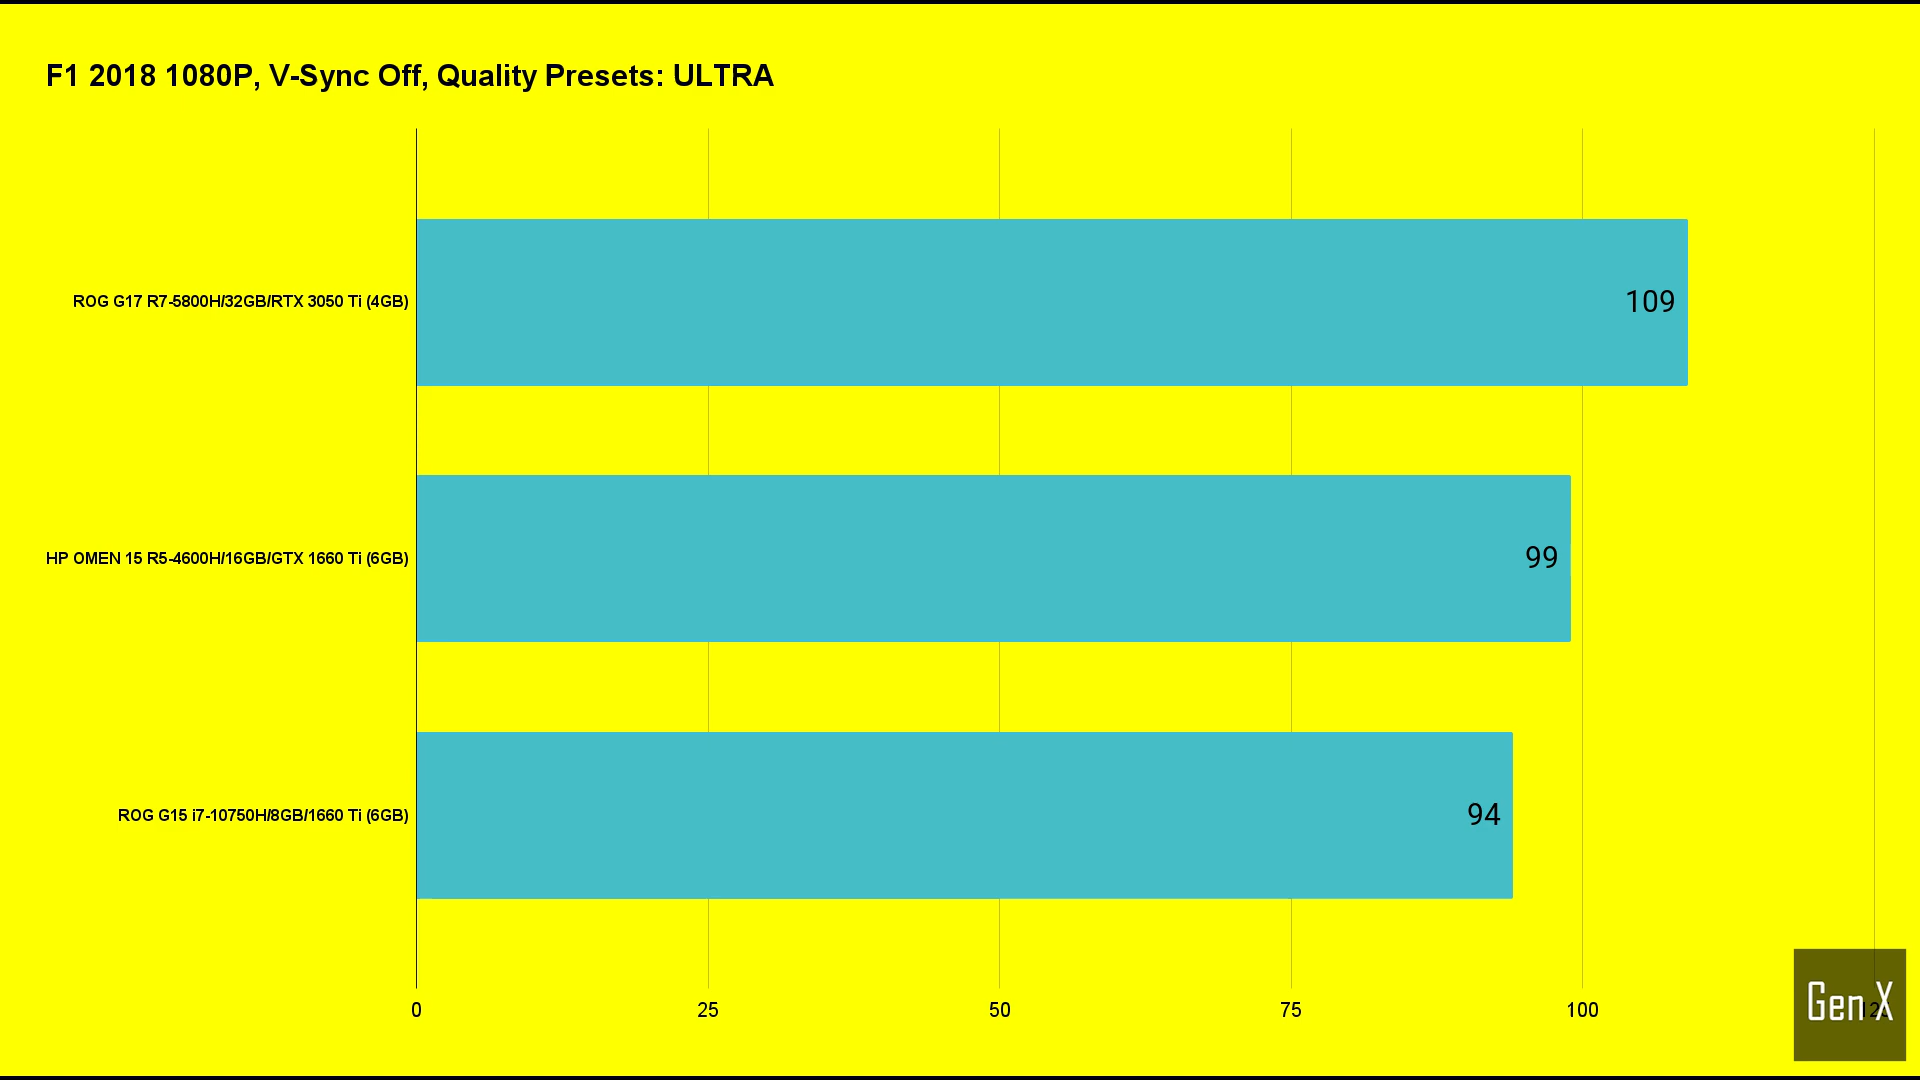 F1 2018 1080P, V-Sync Off, Quality Presets: ULTRA
ROG G17 R7-5800H/32GB/RTX 3050 Ti (4GB)
109
HP OMEN 15 R5-4600H/16GB/GTX 1660 Ti (6GB)
99
ROG G15 i7-10750H/8GB/1660 Ti (6GB)
94
0 25 50 75 100
Gen X